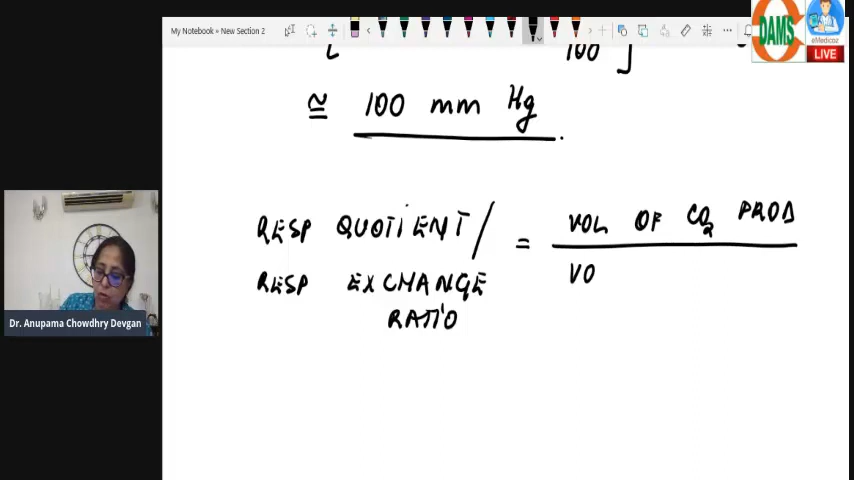 My Notebook » New Section 2
DAMS
eMedicoz
LIVE
100
≅ 100 mm Hg.
RESP QUOTIENT / = VOL OF CO2 PROD
RESP EXCHANGE VO
RATIO
Dr. Anupama Chowdhry Devgan